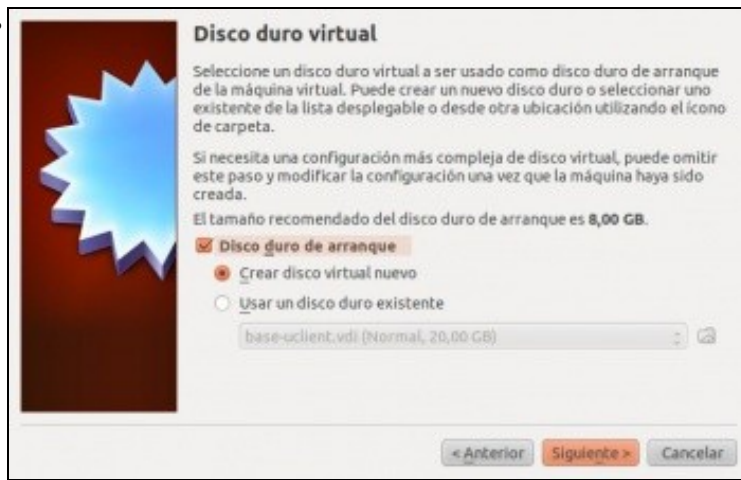 Disco duro virtual
Seleccione un disco duro virtual a ser usado como disco duro de arranque
de la máquina virtual. Puede crear un nuevo disco duro o seleccionar uno
existente de la lista desplegable o desde otra ubicación utilizando el ícono
de carpeta.
Si necesita una configuración más compleja de disco virtual, puede omitir
este paso y modificar la configuración una vez que la máquina haya sido
creada.
El tamaño recomendado del disco duro de arranque es 8,00 GB.
Disco duro de arranque
Crear disco virtual nuevo
Usar un disco duro existente
base-uclient.vdi (Normal, 20,00 GB)
< Anterior Siguiente > Cancelar